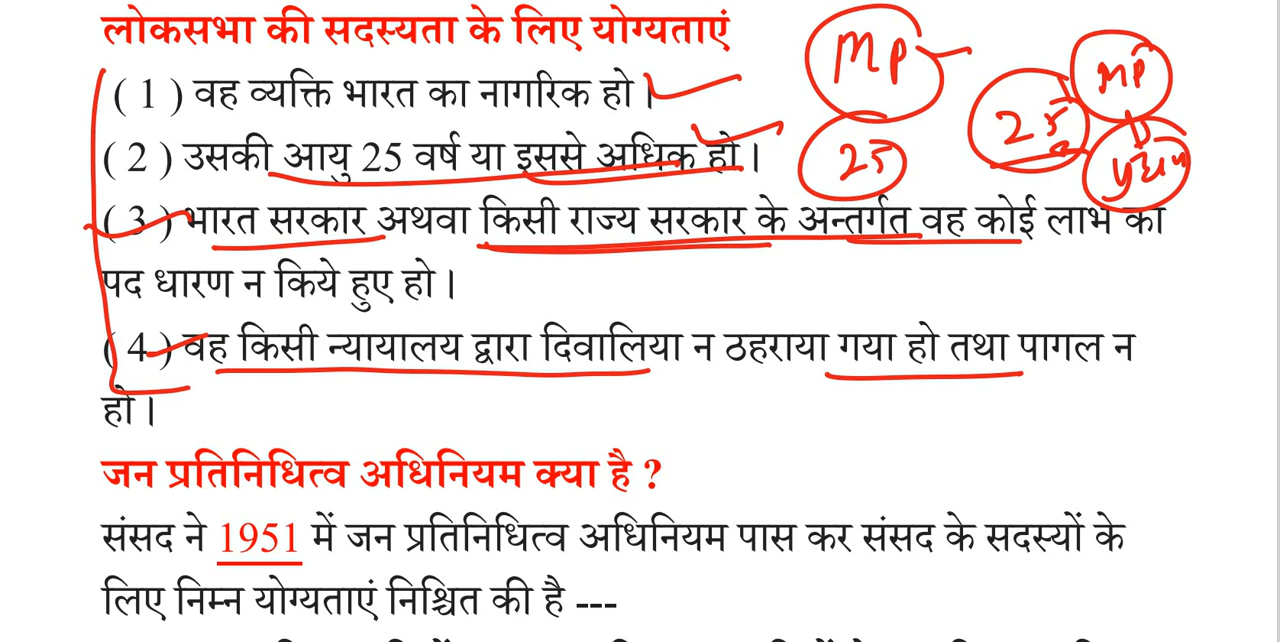 लोकसभा की सदस्यता के लिए योग्यताएं
MP
MP
( 1 ) वह व्यक्ति भारत का नागरिक हो।
25
( 2 ) उसकी आयु 25 वर्ष या इससे अधिक हो।
25
( 3 ) भारत सरकार अथवा किसी राज्य सरकार के अन्तर्गत वह कोई लाभ का
पद धारण न किये हुए हो।
( 4 ) वह किसी न्यायालय द्वारा दिवालिया न ठहराया गया हो तथा पागल न
हो।
जन प्रतिनिधित्व अधिनियम क्या है ?
संसद ने 1951 में जन प्रतिनिधित्व अधिनियम पास कर संसद के सदस्यों के
लिए निम्न योग्यताएं निश्चित की है ---